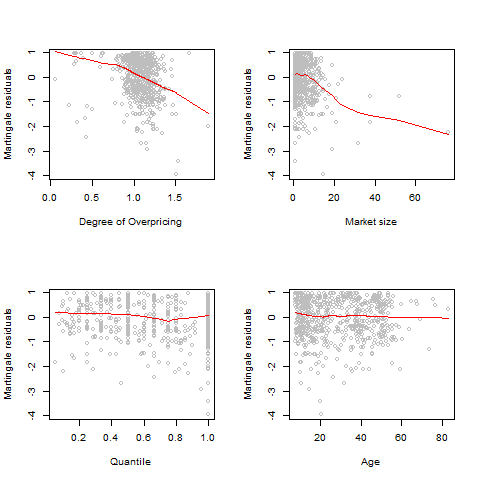 Martingale residuals
1
0
-1
-2
-3
-4
0.0 0.5 1.0 1.5
Degree of Overpricing
Martingale residuals
1
0
-1
-2
-3
-4
0 20 40 60
Market size
Martingale residuals
1
0
-1
-2
-3
-4
0.2 0.4 0.6 0.8 1.0
Quantile
Martingale residuals
1
0
-1
-2
-3
-4
20 40 60 80
Age